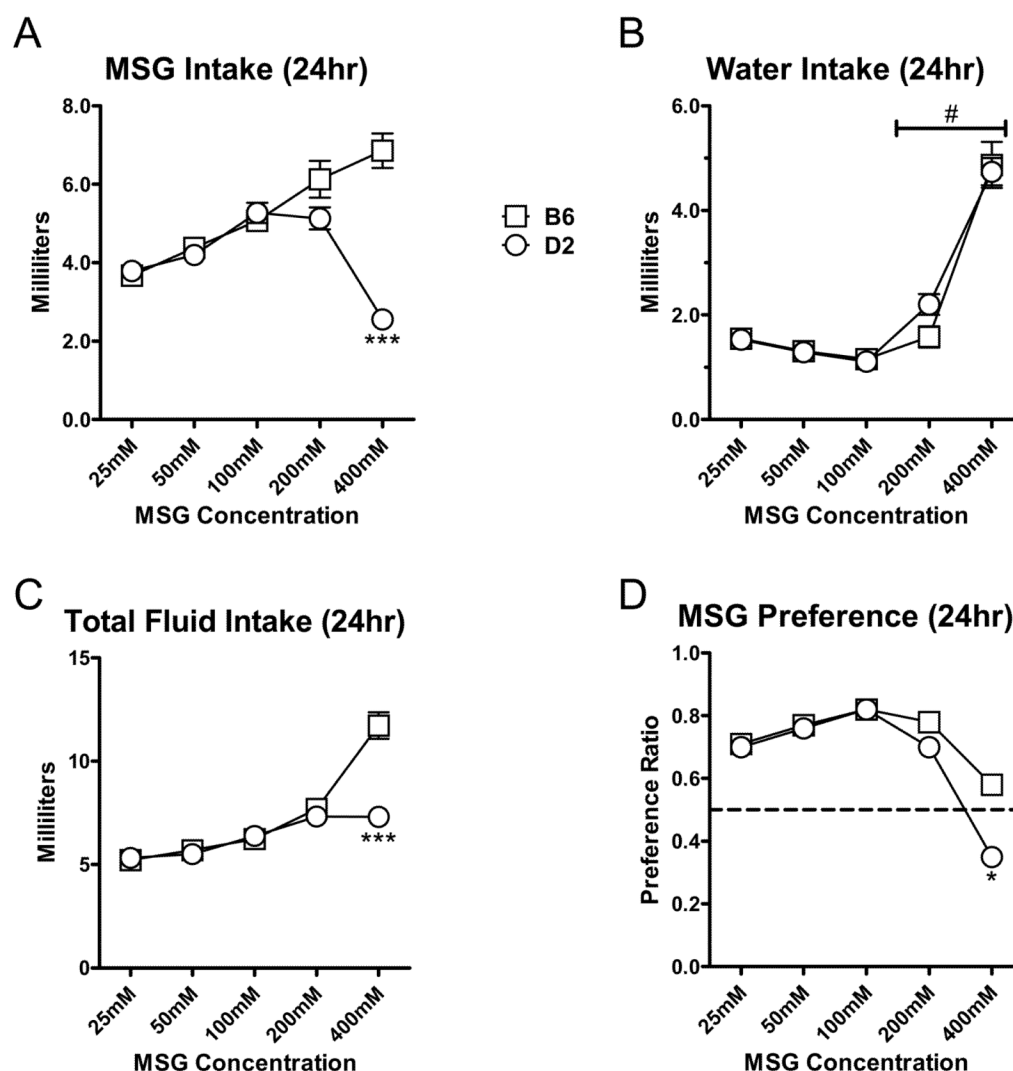 A
MSG Intake (24hr)
8.0
6.0
4.0
2.0
0.0
Milliliters
***
25mM
50mM
100mM
200mM
400mM
MSG Concentration
B6
D2
B
Water Intake (24hr)
6.0
4.0
2.0
0.0
Milliliters
#
25mM
50mM
100mM
200mM
400mM
MSG Concentration
C
Total Fluid Intake (24hr)
15
10
5
0
Milliliters
***
25mM
50mM
100mM
200mM
400mM
MSG Concentration
D
MSG Preference (24hr)
1.0
0.8
0.6
0.4
0.2
0.0
Preference Ratio
*
25mM
50mM
100mM
200mM
400mM
MSG Concentration